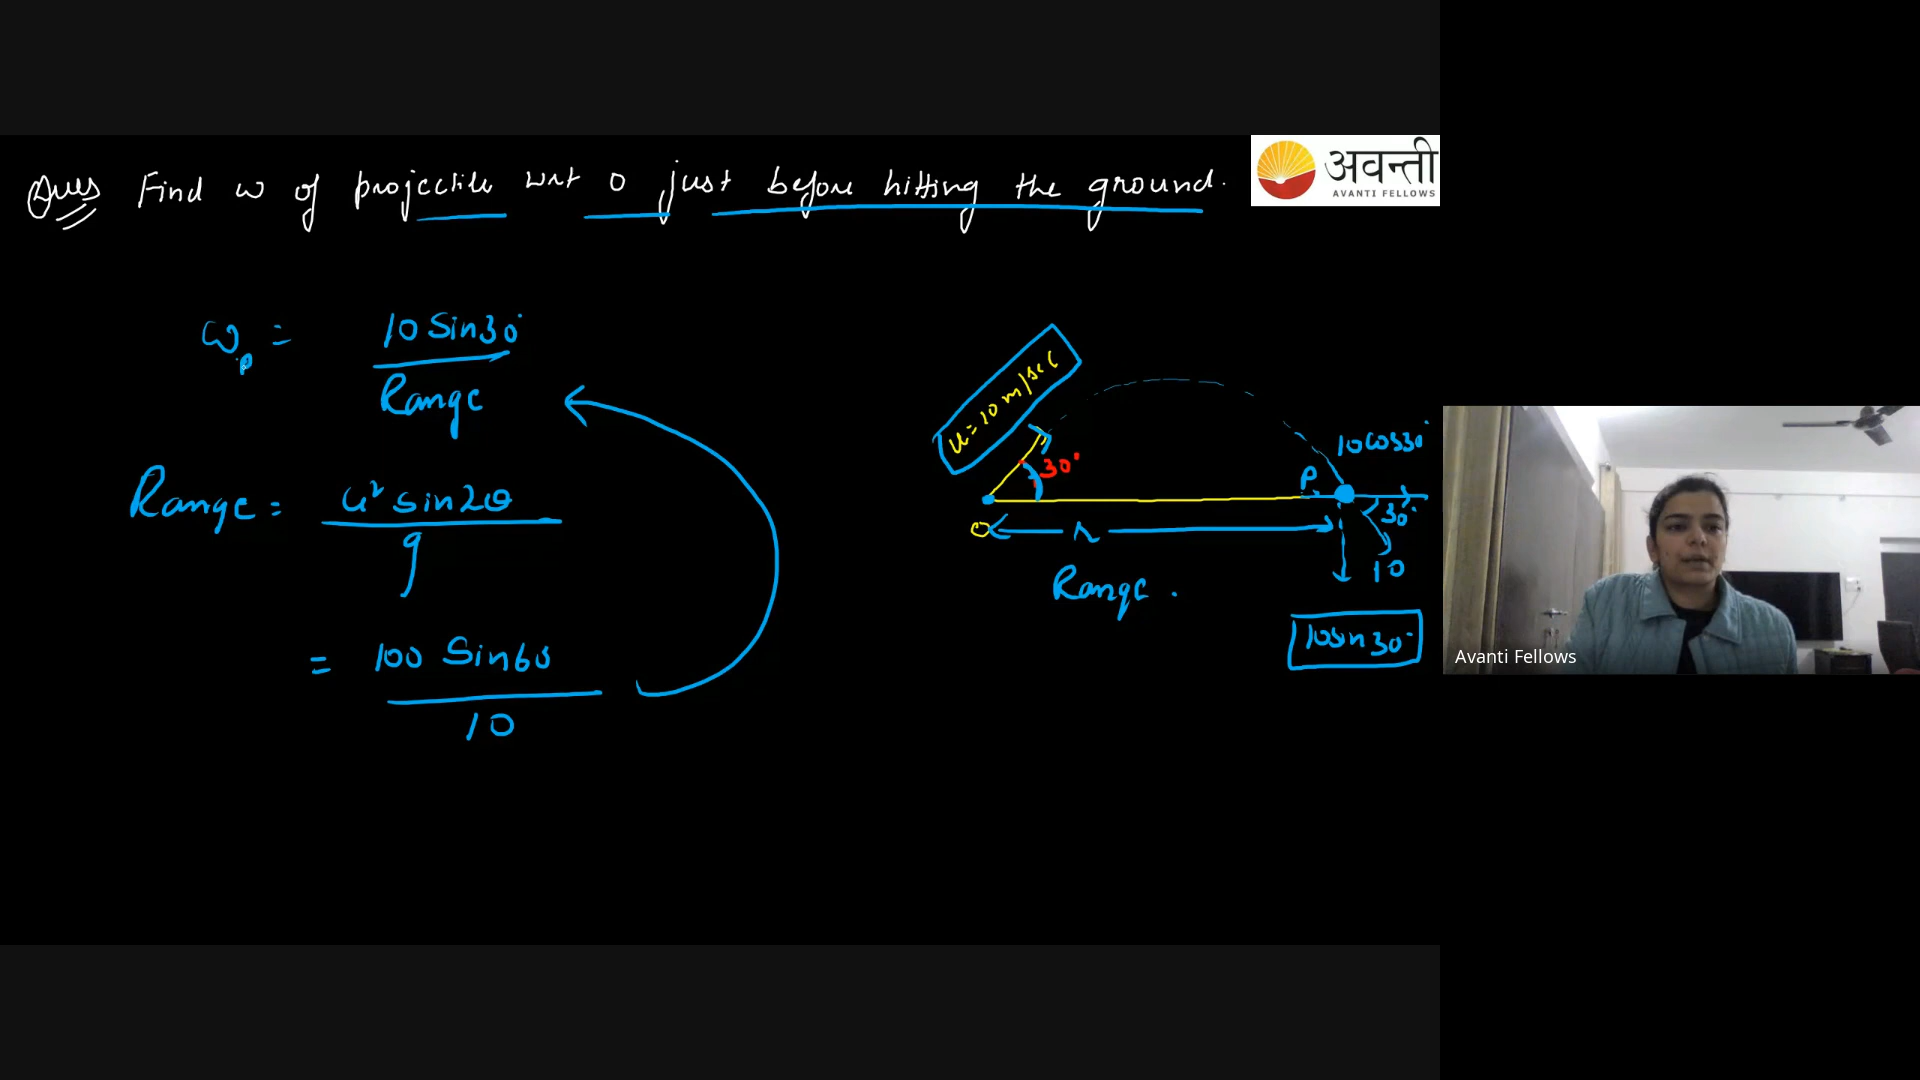 Ques Find ω of projectile wrt O just before hitting the ground.
अवन्ती
AVANTI FELLOWS
ωp = 10 Sin30° / Range
Range = u² sin2θ / g
= 100 Sin60 / 10
u = 10 m/sec
30°
O
r
Range .
P
10cos30°
30°
10
10sin30°
Avanti Fellows